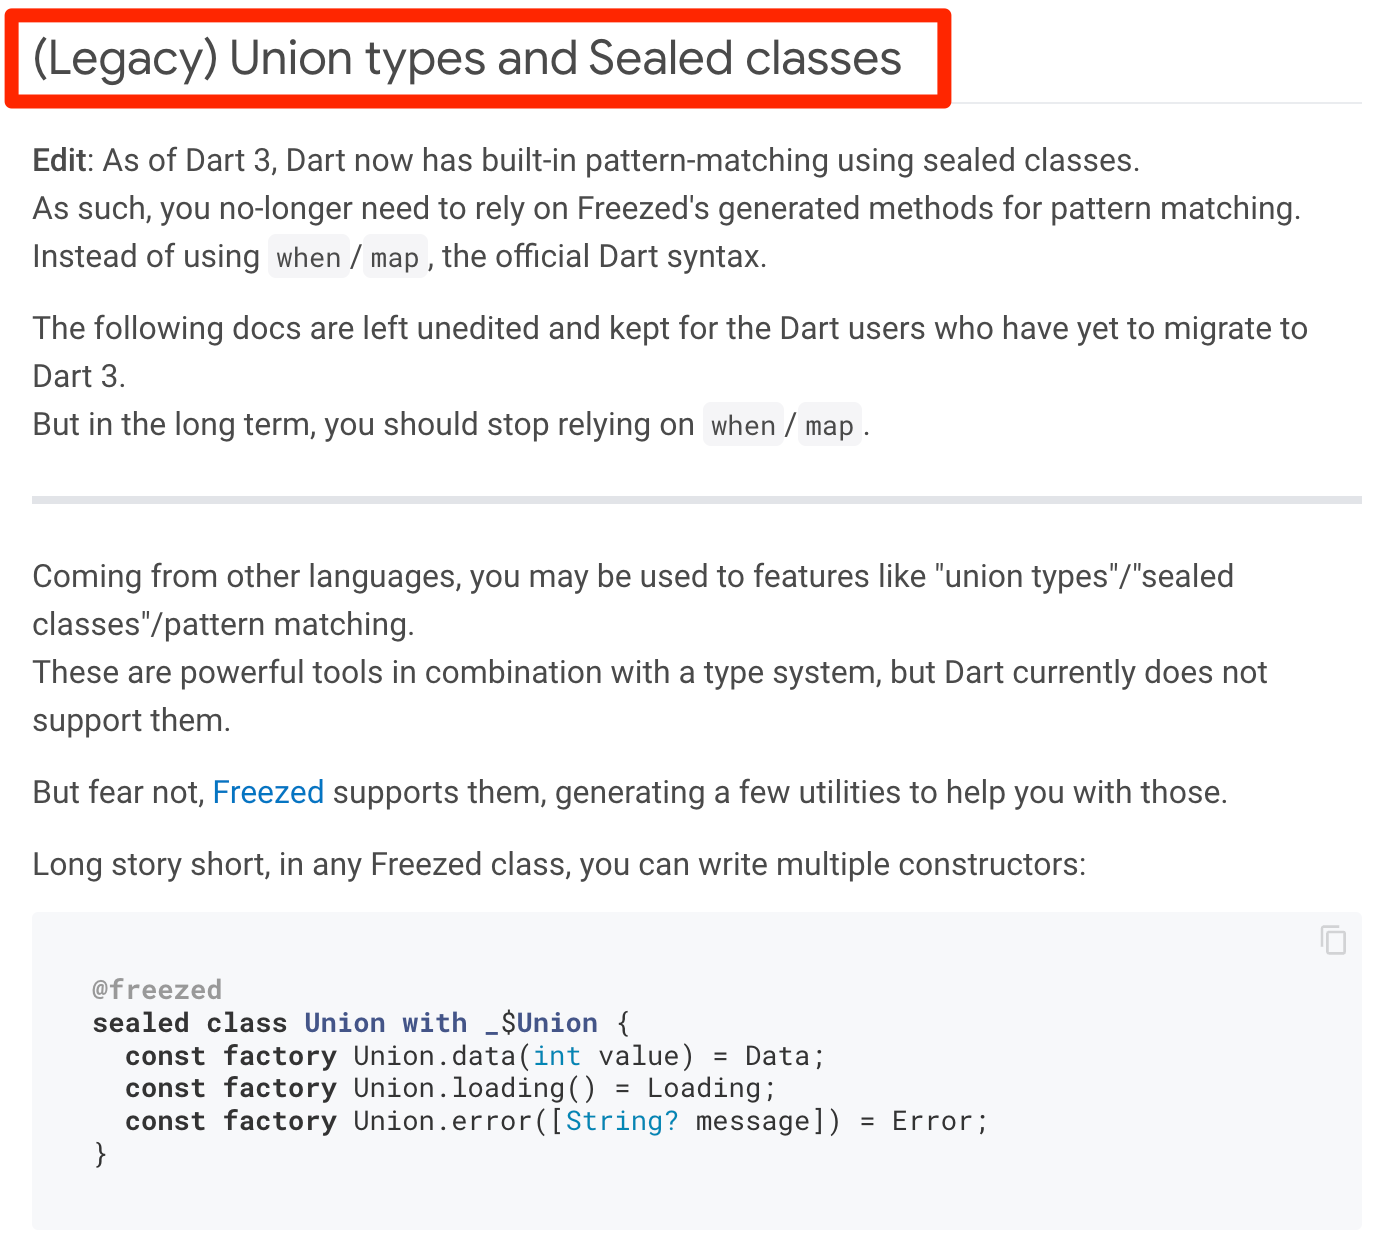 (Legacy) Union types and Sealed classes
Edit: As of Dart 3, Dart now has built-in pattern-matching using sealed classes.
As such, you no-longer need to rely on Freezed's generated methods for pattern matching.
Instead of using when/map, the official Dart syntax.
The following docs are left unedited and kept for the Dart users who have yet to migrate to
Dart 3.
But in the long term, you should stop relying on when/map.
Coming from other languages, you may be used to features like "union types"/"sealed
classes"/pattern matching.
These are powerful tools in combination with a type system, but Dart currently does not
support them.
But fear not, Freezed supports them, generating a few utilities to help you with those.
Long story short, in any Freezed class, you can write multiple constructors:
@freezed
sealed class Union with _$Union {
  const factory Union.data(int value) = Data;
  const factory Union.loading() = Loading;
  const factory Union.error([String? message]) = Error;
}